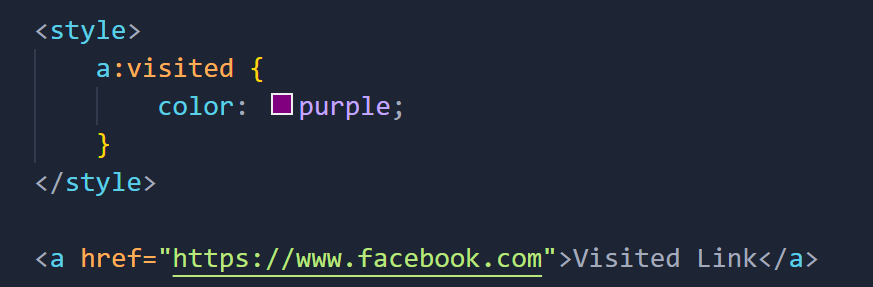 <style>
    a:visited {
        color: purple;
    }
</style>

<a href="https://www.facebook.com">Visited Link</a>